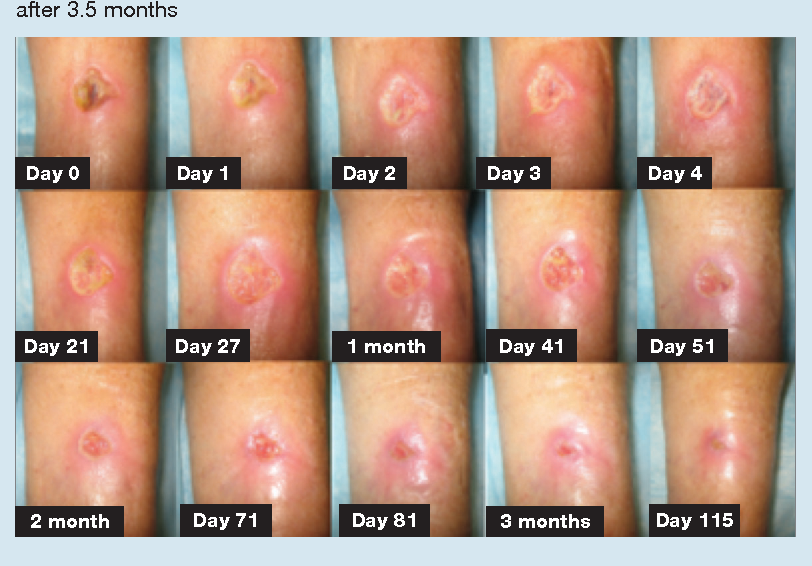 after 3.5 months
Day 0
Day 1
Day 2
Day 3
Day 4
Day 21
Day 27
1 month
Day 41
Day 51
2 month
Day 71
Day 81
3 months
Day 115